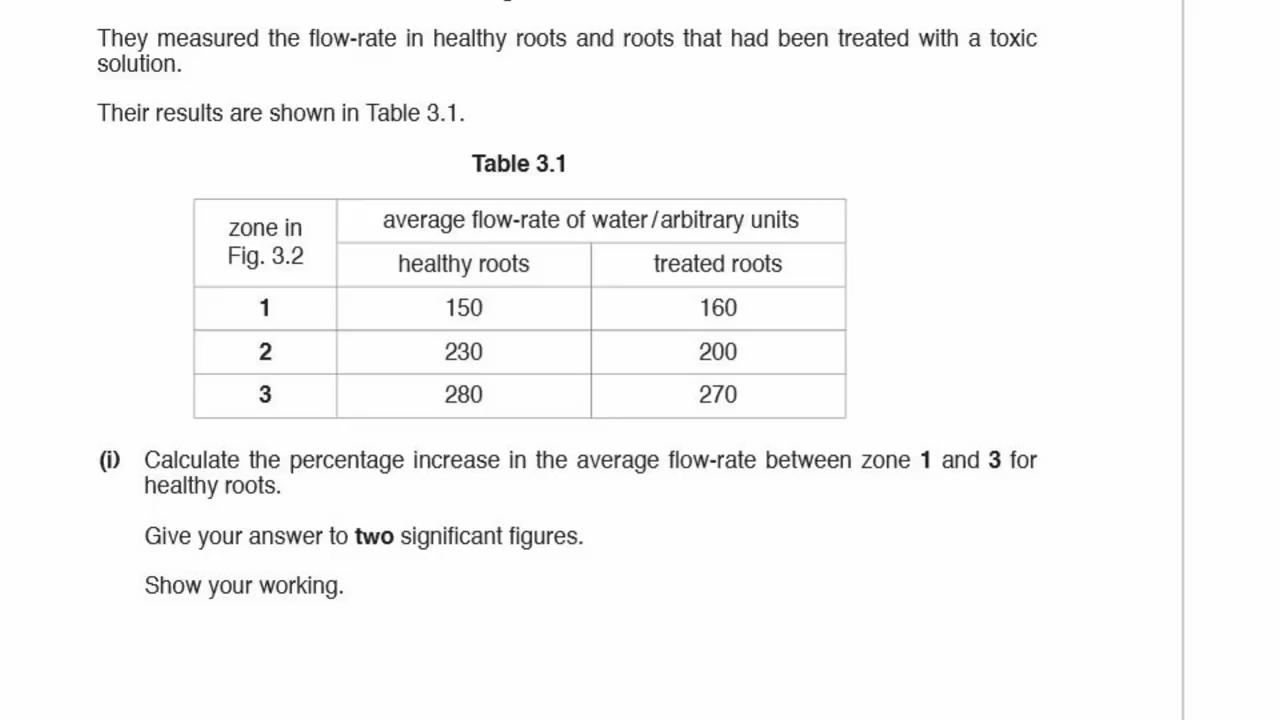 They measured the flow-rate in healthy roots and roots that had been treated with a toxic
solution.
Their results are shown in Table 3.1.
Table 3.1
zone in
Fig. 3.2
average flow-rate of water/arbitrary units
healthy roots
treated roots
1 150 160
2 230 200
3 280 270
(i) Calculate the percentage increase in the average flow-rate between zone 1 and 3 for
healthy roots.
Give your answer to two significant figures.
Show your working.